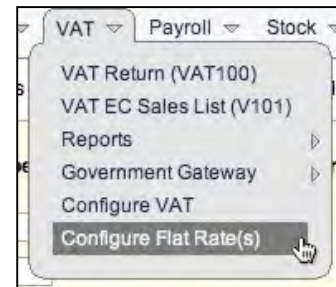 VAT Payroll Stock
VAT Return (VAT100)
VAT EC Sales List (V101)
Reports
Government Gateway
Configure VAT
Configure Flat Rate(s)